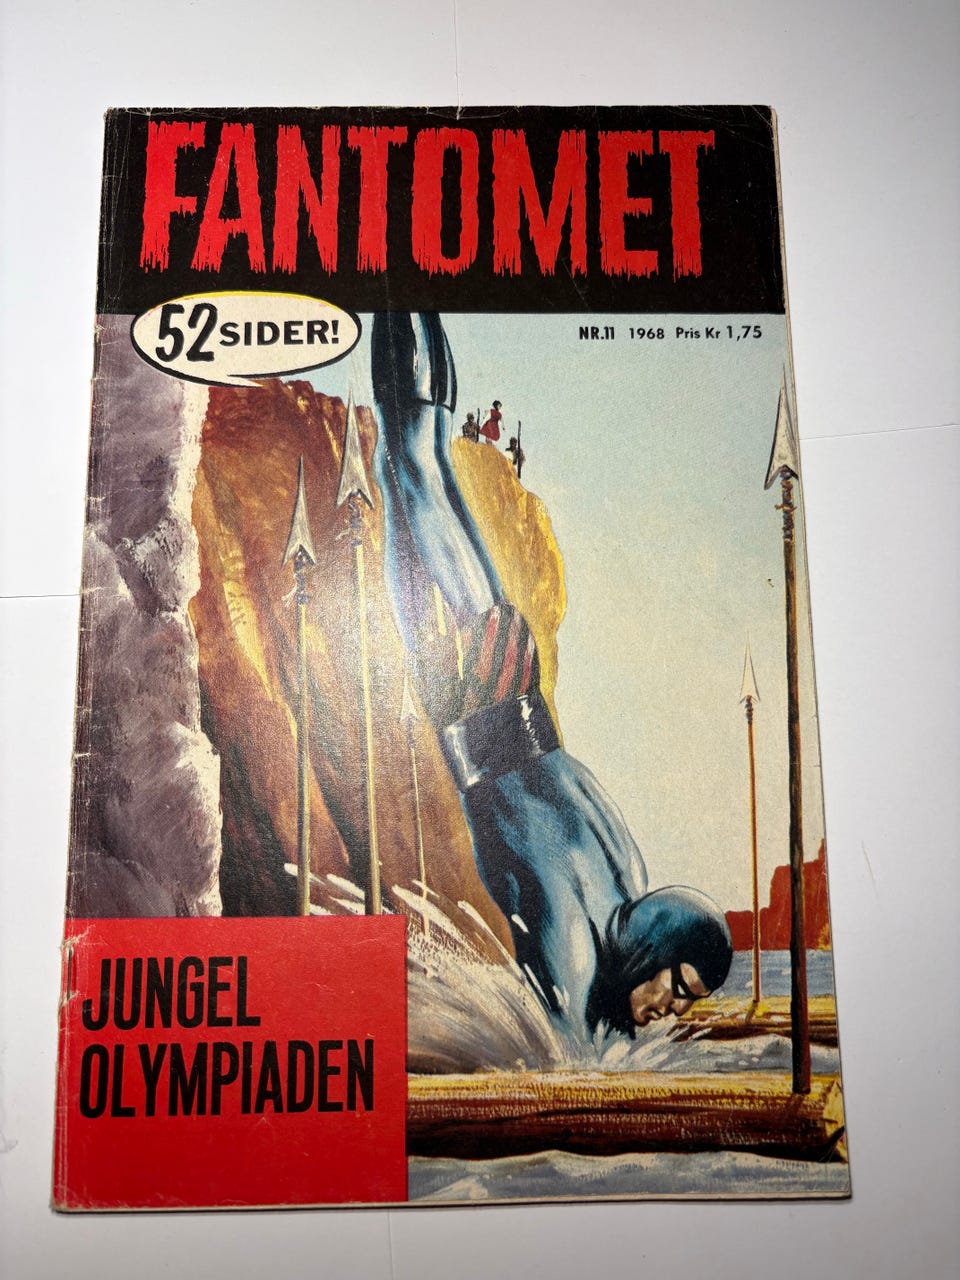 FANTOMET
52 SIDER!
NR.11 1968 Pris Kr 1,75
JUNGEL
OLYMPIADEN